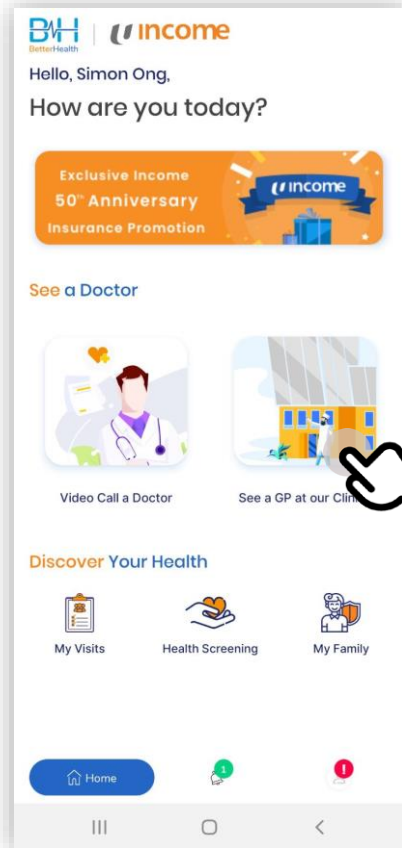 BH
BetterHealth
income
Hello, Simon Ong,
How are you today?
Exclusive Income
50th Anniversary
Insurance Promotion
income
See a Doctor
Video Call a Doctor
See a GP at our Clin
Discover Your Health
My Visits
Health Screening
My Family
Home
1
!